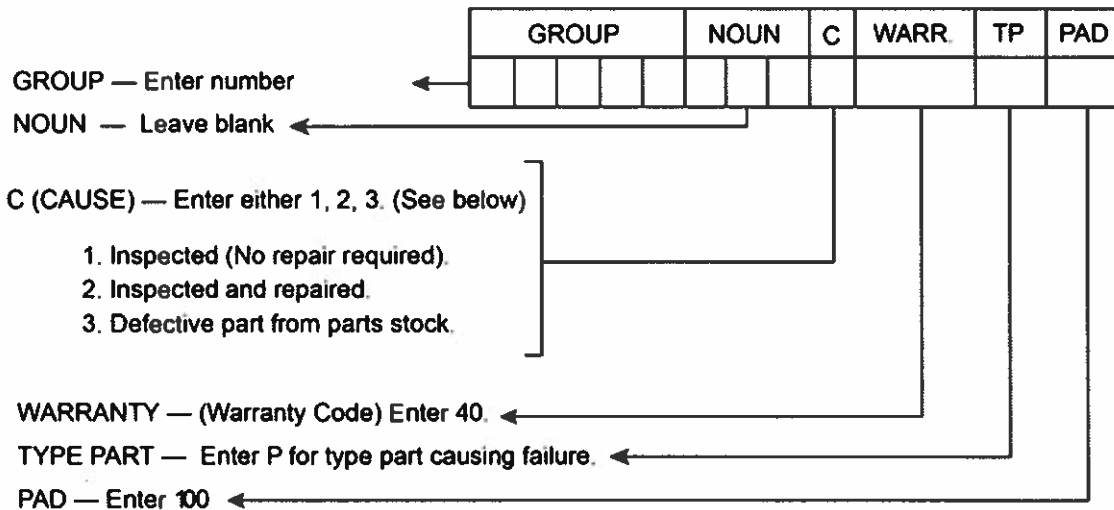 GROUP NOUN C WARR. TP PAD
GROUP — Enter number
NOUN — Leave blank
C (CAUSE) — Enter either 1, 2, 3. (See below)
1. Inspected (No repair required).
2. Inspected and repaired.
3. Defective part from parts stock.
WARRANTY — (Warranty Code) Enter 40.
TYPE PART — Enter P for type part causing failure.
PAD — Enter 100